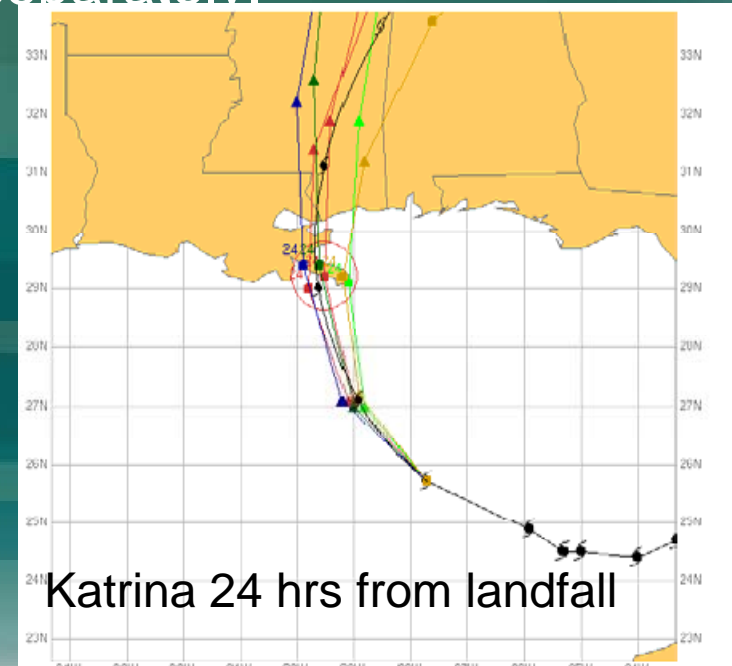 33N 33N
32N 32N
31N 31N
30N 30N
24
29N 29N
28N 28N
27N 27N
26N 26N
25N 25N
24N 24N
Katrina 24 hrs from landfall
23N 23N